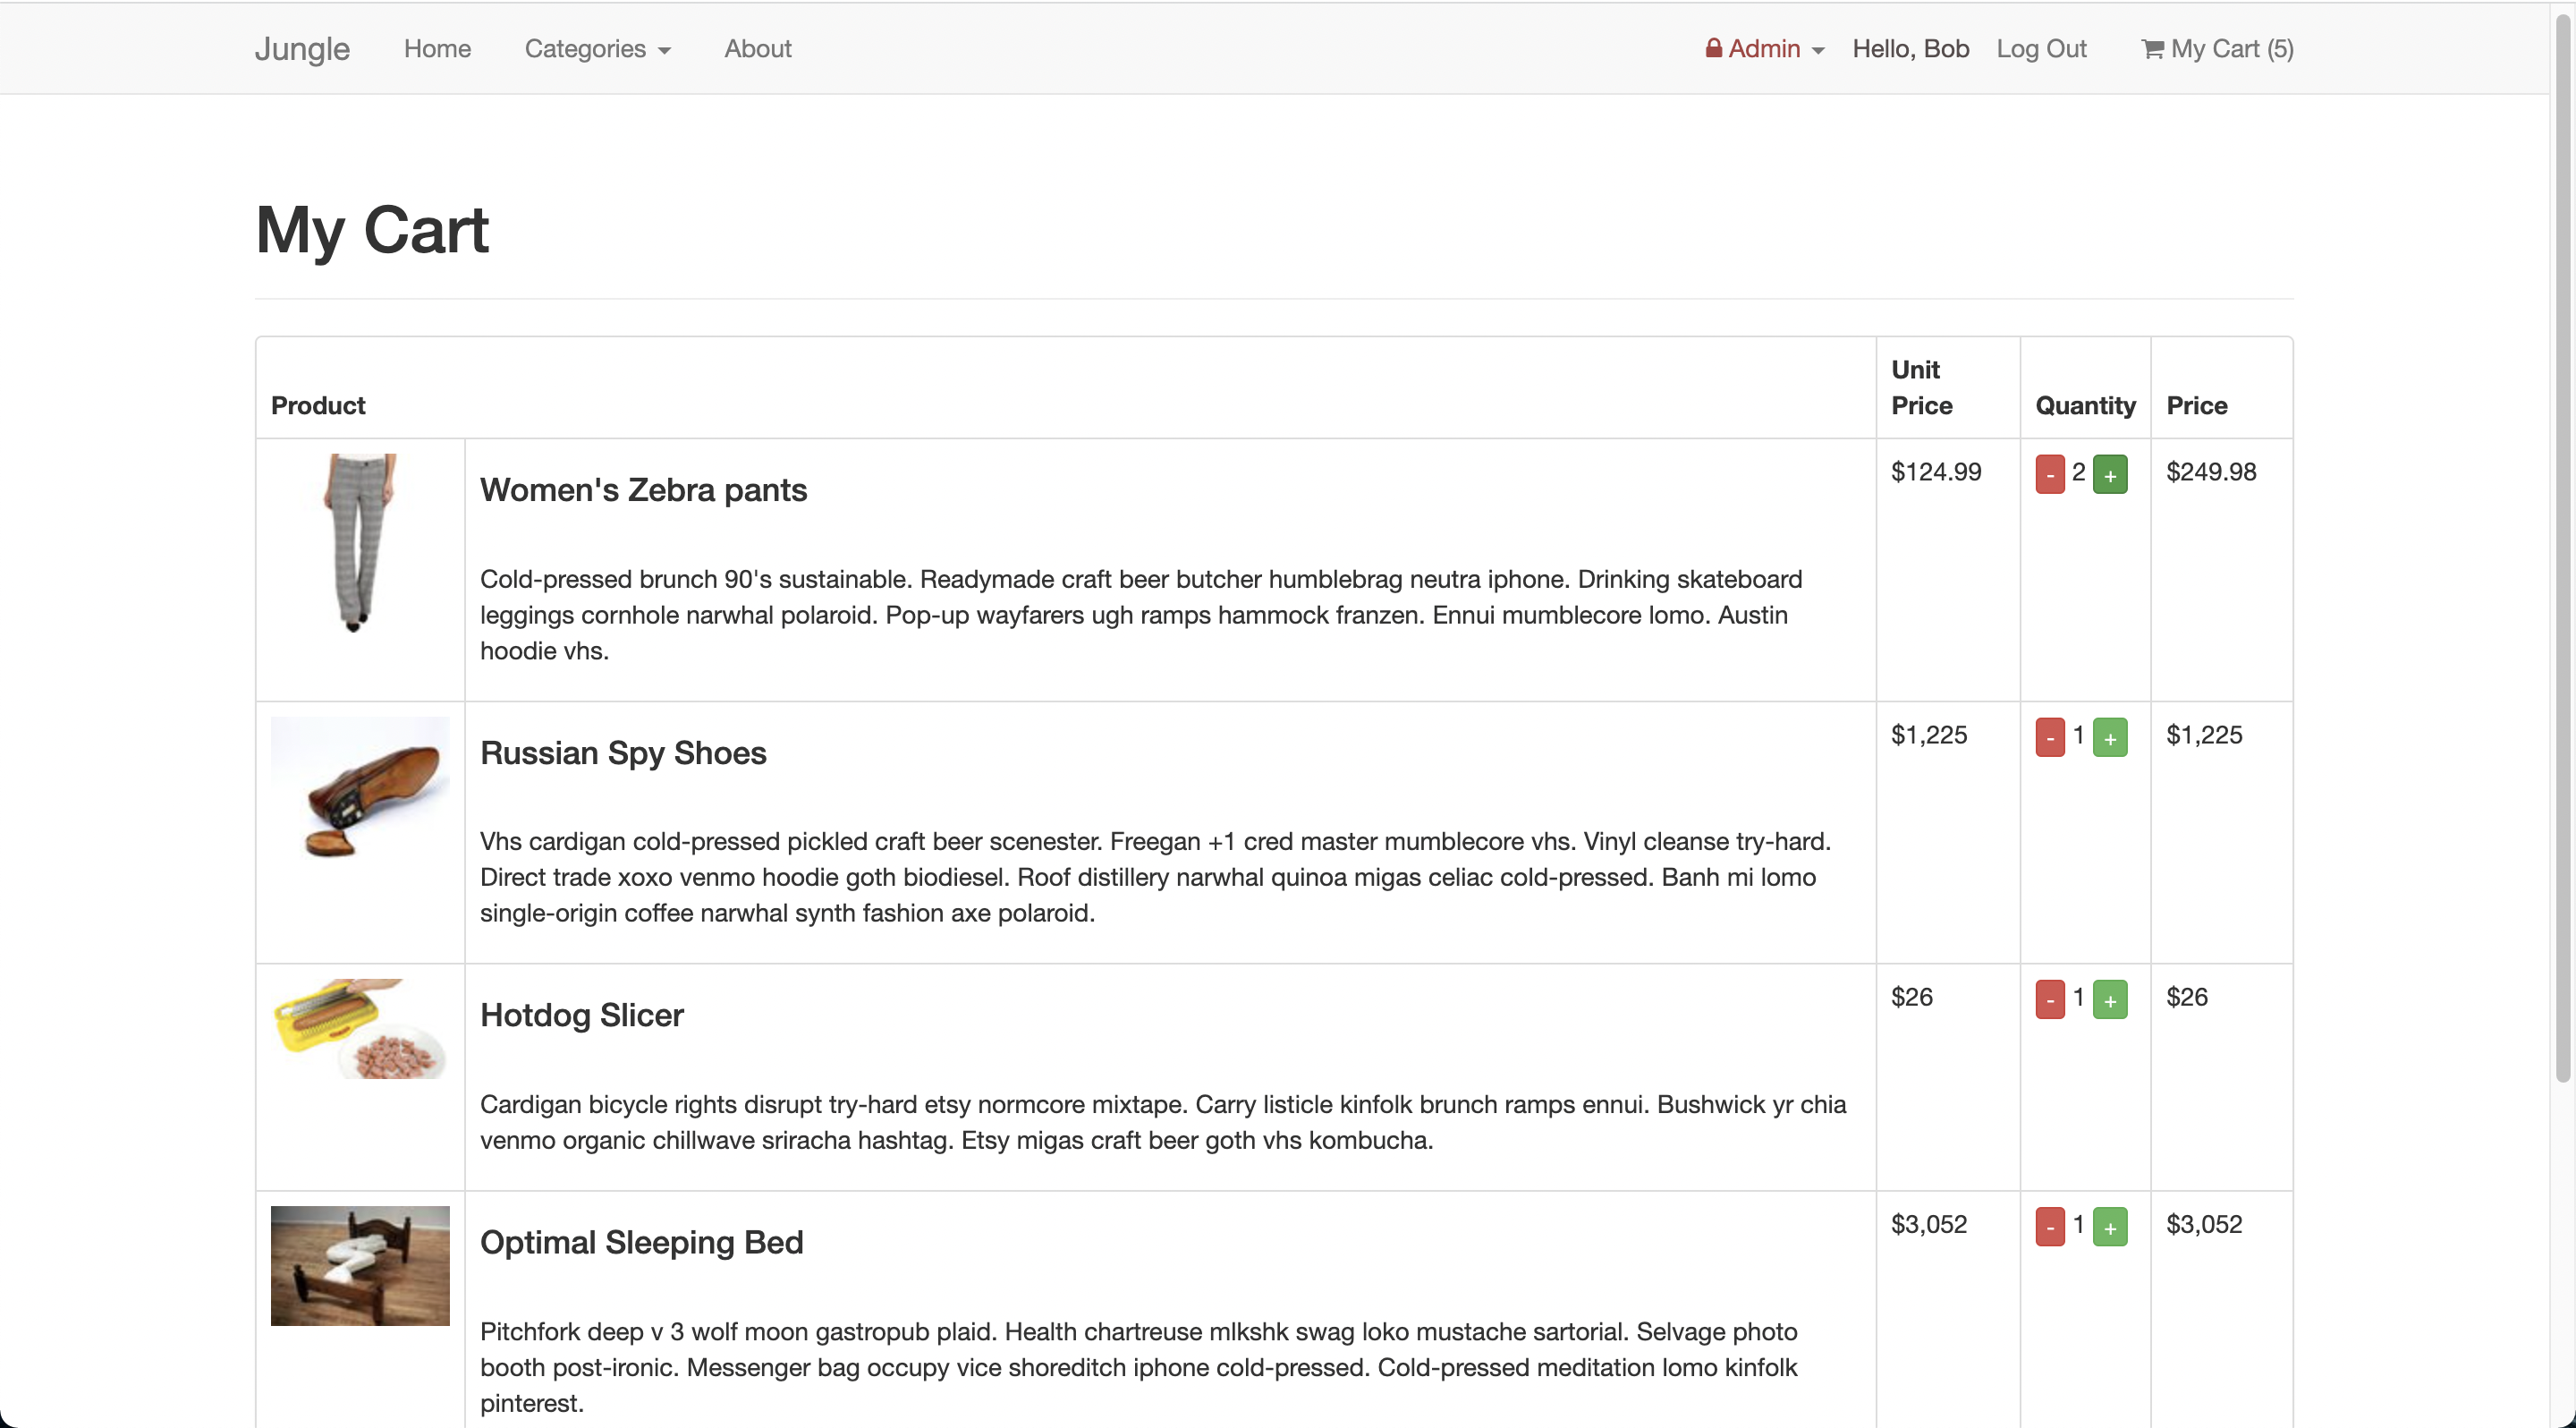 Jungle Home Categories About Admin Hello, Bob Log Out My Cart (5)
My Cart
Product Unit Price Quantity Price
Women's Zebra pants $124.99 - 2 + $249.98
Cold-pressed brunch 90's sustainable. Readymade craft beer butcher humblebrag neutra iphone. Drinking skateboard
leggings cornhole narwhal polaroid. Pop-up wayfarers ugh ramps hammock franzen. Ennui mumblecore lomo. Austin
hoodie vhs.
Russian Spy Shoes $1,225 - 1 + $1,225
Vhs cardigan cold-pressed pickled craft beer scenester. Freegan +1 cred master mumblecore vhs. Vinyl cleanse try-hard.
Direct trade xoxo venmo hoodie goth biodiesel. Roof distillery narwhal quinoa migas celiac cold-pressed. Banh mi lomo
single-origin coffee narwhal synth fashion axe polaroid.
Hotdog Slicer $26 - 1 + $26
Cardigan bicycle rights disrupt try-hard etsy normcore mixtape. Carry listicle kinfolk brunch ramps ennui. Bushwick yr chia
venmo organic chillwave sriracha hashtag. Etsy migas craft beer goth vhs kombucha.
Optimal Sleeping Bed $3,052 - 1 + $3,052
Pitchfork deep v 3 wolf moon gastropub plaid. Health chartreuse mlkshk swag loko mustache sartorial. Selvage photo
booth post-ironic. Messenger bag occupy vice shoreditch iphone cold-pressed. Cold-pressed meditation lomo kinfolk
pinterest.